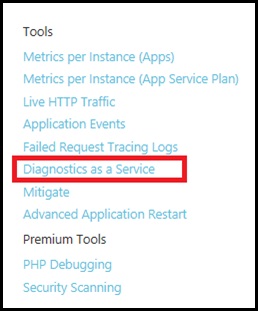 Tools
Metrics per Instance (Apps)
Metrics per Instance (App Service Plan)
Live HTTP Traffic
Application Events
Failed Request Tracing Logs
Diagnostics as a Service
Mitigate
Advanced Application Restart
Premium Tools
PHP Debugging
Security Scanning